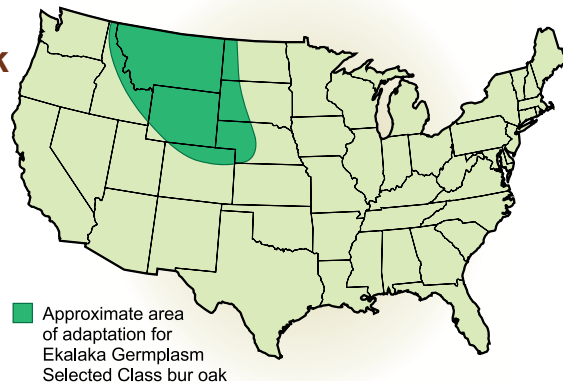 k
Approximate area
of adaptation for
Ekalaka Germplasm
Selected Class bur oak